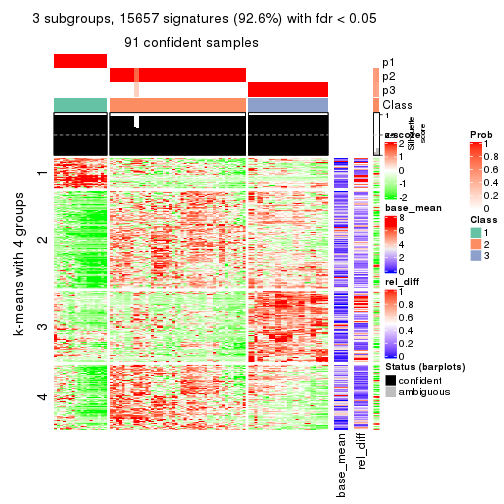 3 subgroups, 15657 signatures (92.6%) with fdr < 0.05
91 confident samples
p1
p2
p3
Class
1
Silhouette
score
k-means with 4 groups
1
2
3
4
z-score
2
1
0
-2
base_mean
8
6
4
2
0
rel_diff
1
0.8
0.6
0.4
0.2
0
Prob
1
0.8
0.6
0.4
0.2
0
Class
1
2
3
Status (barplots)
confident
ambiguous
base_mean
rel_diff